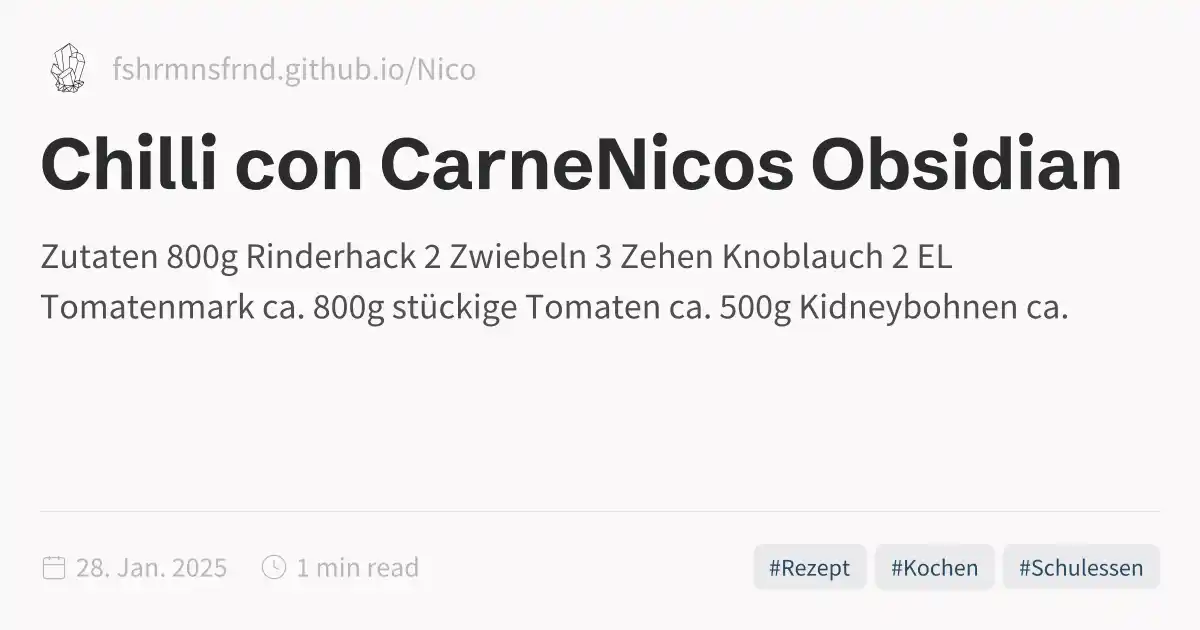 fshrmnsfrnd.github.io/Nico
Chilli con CarneNicos Obsidian
Zutaten 800g Rinderhack 2 Zwiebeln 3 Zehen Knoblauch 2 EL
Tomatenmark ca. 800g stückige Tomaten ca. 500g Kidneybohnen ca.
28. Jan. 2025 1 min read #Rezept #Kochen #Schulessen